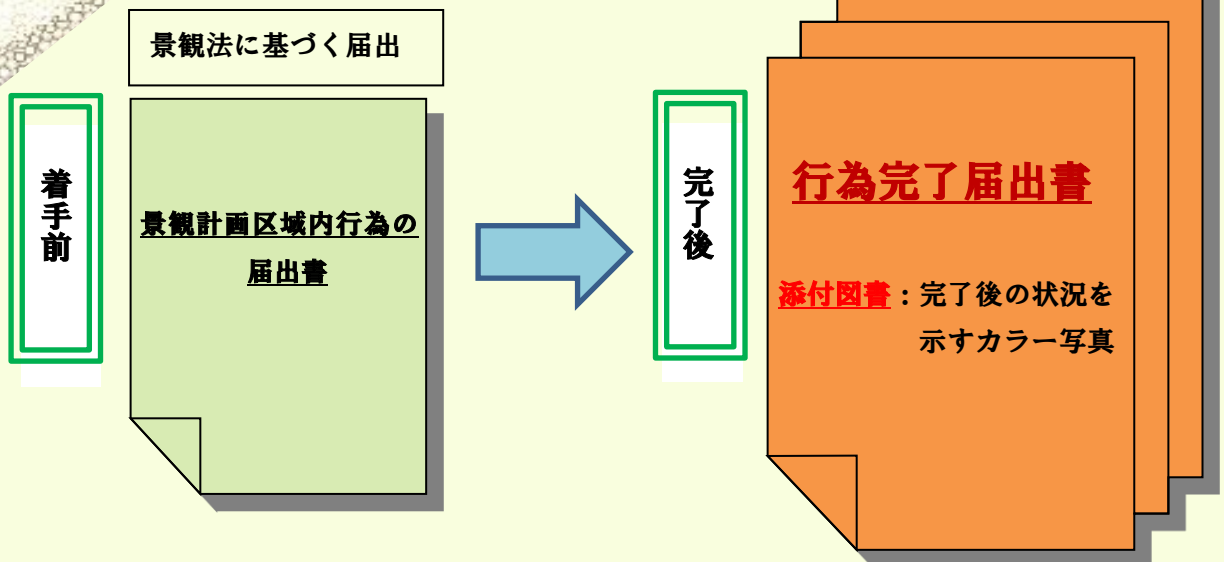 景観法に基づく届出
着手前
景観計画区域内行為の
届出書
完了後
行為完了届出書
添付図書：完了後の状況を
示すカラー写真